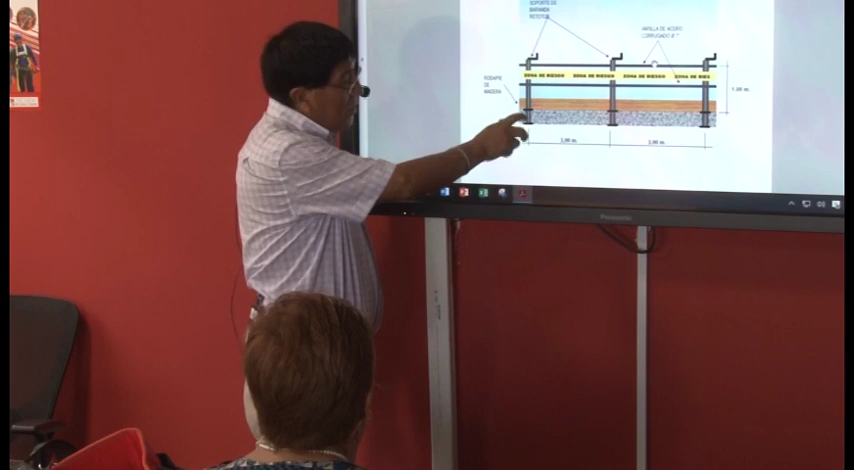 SOPORTE DE
BARANDA
RETOTOS
VARILLA DE ACERO
CORRUGADO Ø 1"
ZONA DE RIESGO ZONA DE RIESGO ZONA DE RIESGO ZONA DE RIES
RODAPIE
DE
MADERA
1.20 m.
2,00 m. 2,00 m.
Panasonic